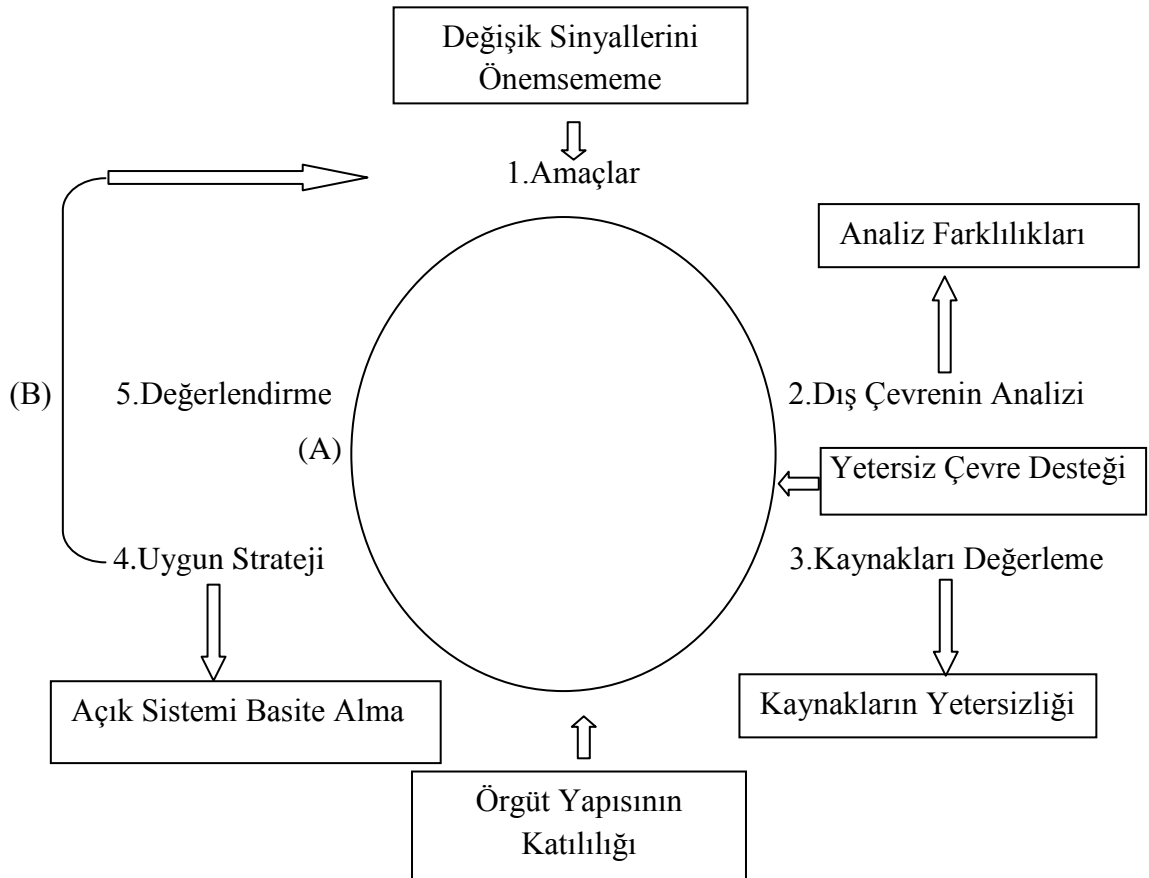 Değişik Sinyallerini
Önemsememe
1.Amaçlar
Analiz Farklılıkları
(B)
5.Değerlendirme
2.Dış Çevrenin Analizi
(A)
Yetersiz Çevre Desteği
4.Uygun Strateji
3.Kaynakları Değerleme
Açık Sistemi Basite Alma
Kaynakların Yetersizliği
Örgüt Yapısının
Katılılığı